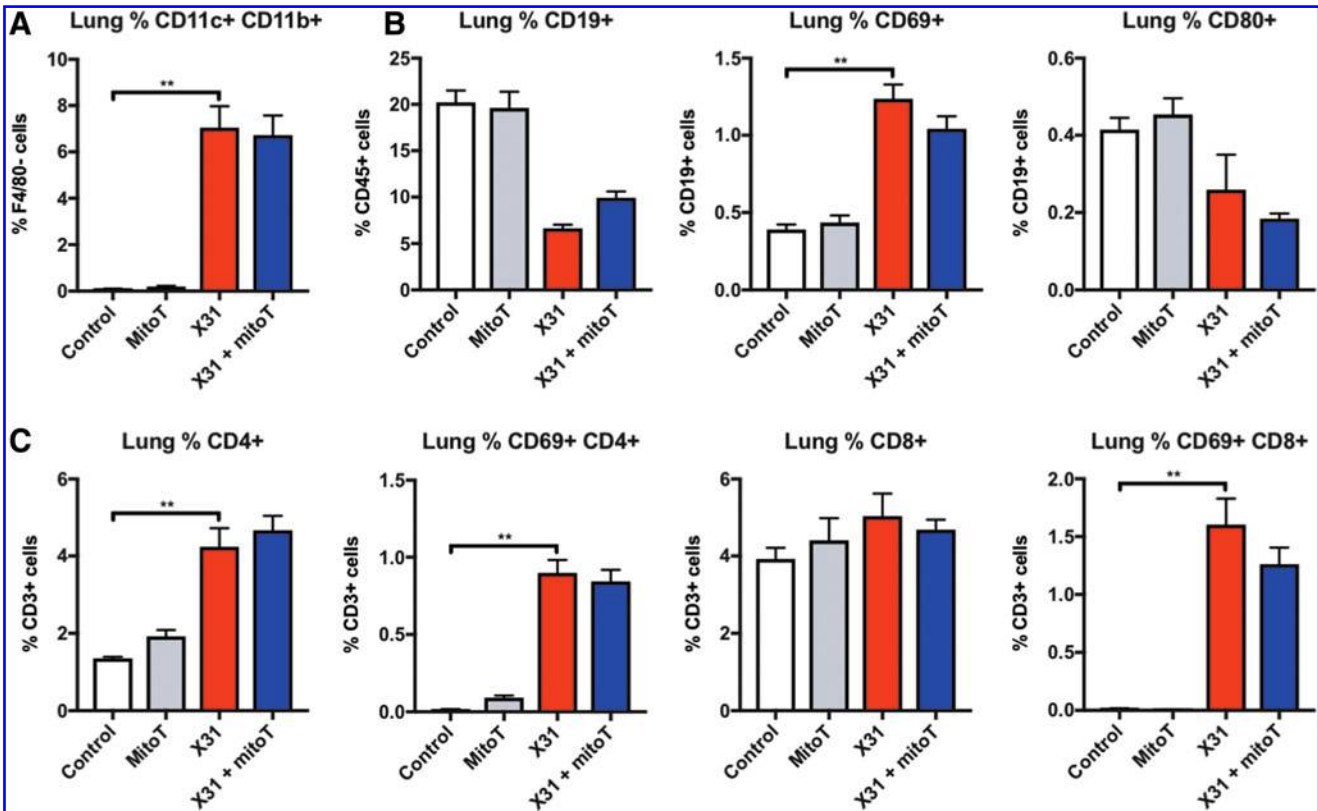 A
Lung % CD11c+ CD11b+
% F4/80- cells
10
8
6
4
2
0
**
Control
MitoT
X31
X31 + mitoT
B
Lung % CD19+
% CD45+ cells
25
20
15
10
5
0
Control
MitoT
X31
X31 + mitoT
Lung % CD69+
% CD19+ cells
1.5
1.0
0.5
0.0
**
Control
MitoT
X31
X31 + mitoT
Lung % CD80+
% CD19+ cells
0.6
0.4
0.2
0.0
Control
MitoT
X31
X31 + mitoT
C
Lung % CD4+
% CD3+ cells
6
4
2
0
**
Control
MitoT
X31
X31 + mitoT
Lung % CD69+ CD4+
% CD3+ cells
1.5
1.0
0.5
0.0
**
Control
MitoT
X31
X31 + mitoT
Lung % CD8+
% CD3+ cells
6
4
2
0
Control
MitoT
X31
X31 + mitoT
Lung % CD69+ CD8+
% CD3+ cells
2.0
1.5
1.0
0.5
0.0
**
Control
MitoT
X31
X31 + mitoT